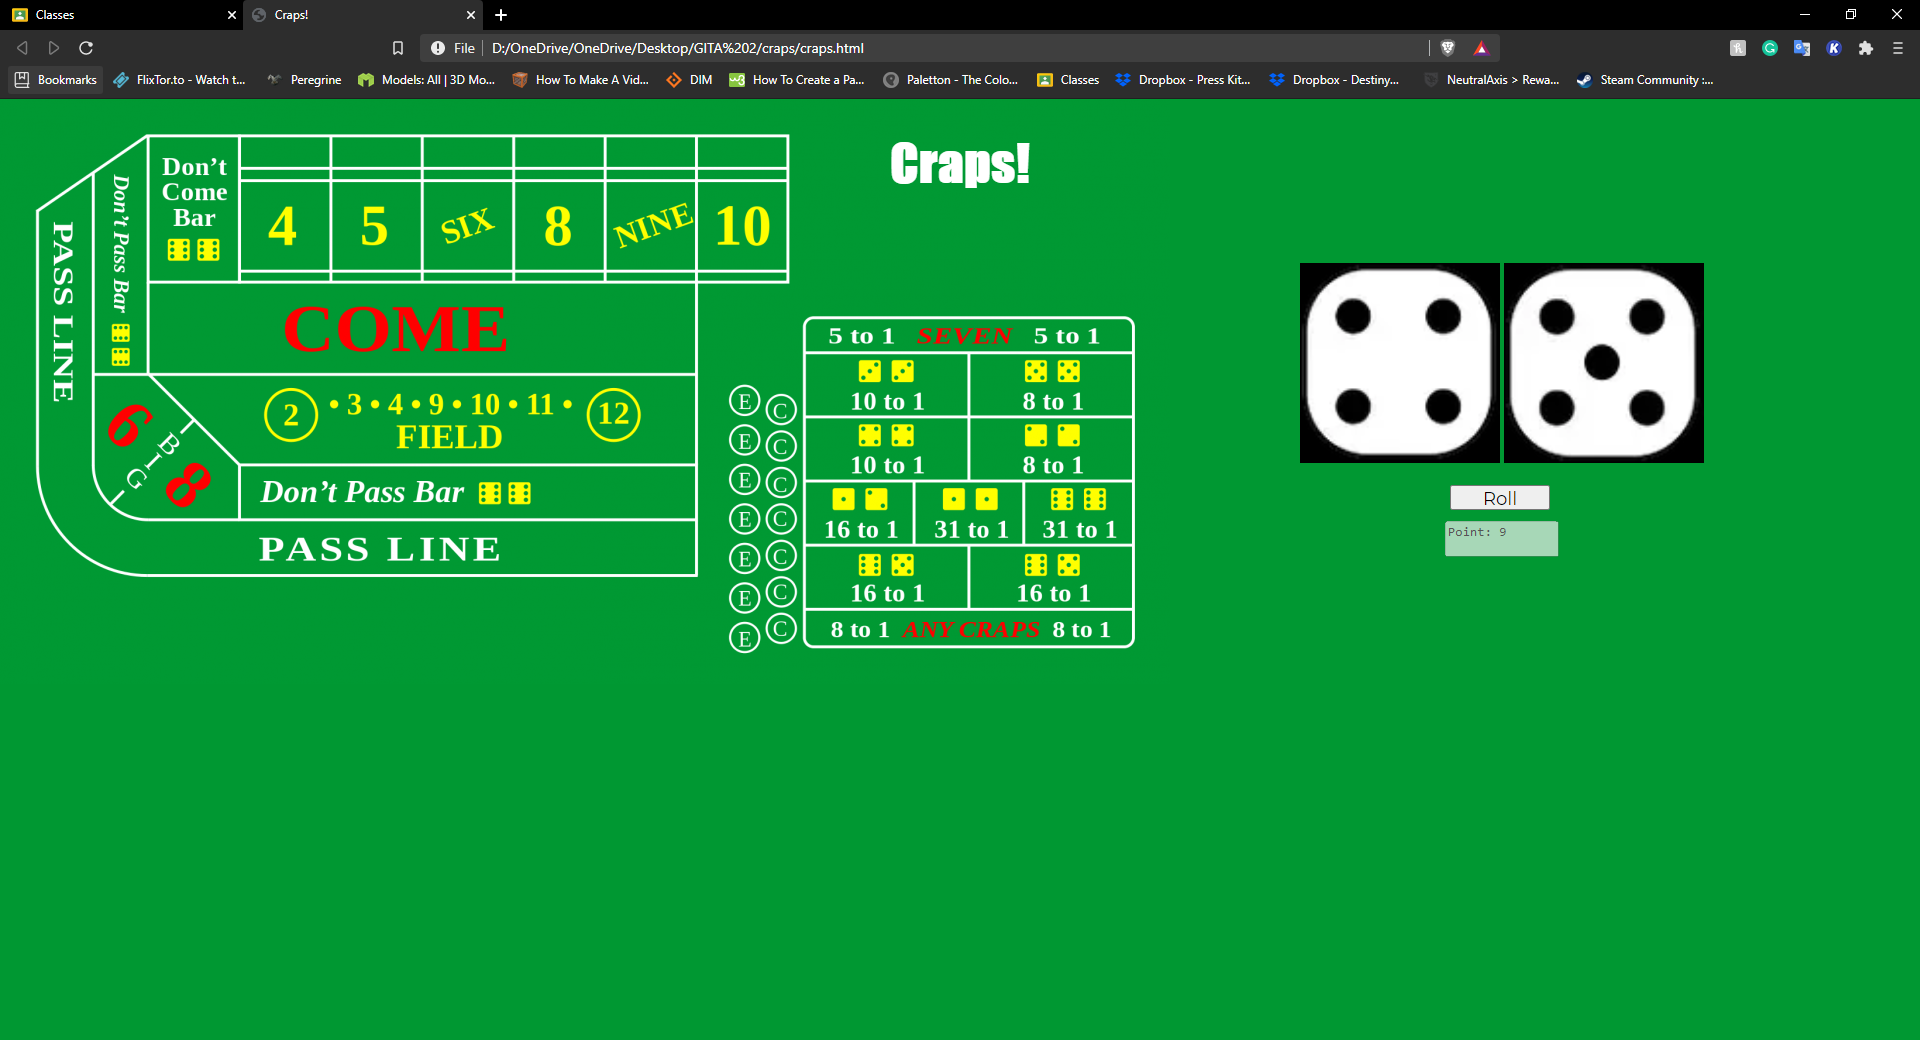 Classes
Craps!
File
D:/OneDrive/OneDrive/Desktop/GITA%202/craps/craps.html
Bookmarks
FlixTor.to - Watch t...
Peregrine
Models: All | 3D Mo...
How To Make A Vid...
DIM
How To Create a Pa...
Paletton - The Colo...
Classes
Dropbox - Press Kit...
Dropbox - Destiny...
NeutralAxis > Rewa...
Steam Community :...
Craps!
PASS LINE
Don't Pass Bar
Don't
Come
Bar
4 5 SIX 8 NINE 10
COME
2 • 3 • 4 • 9 • 10 • 11 • 12
FIELD
6 BIG 8
Don't Pass Bar
PASS LINE
E C
E C
E C
E C
E C
E C
E C
5 to 1 SEVEN 5 to 1
10 to 1 8 to 1
10 to 1 8 to 1
16 to 1 31 to 1 31 to 1
16 to 1 16 to 1
8 to 1 ANY CRAPS 8 to 1
Roll
Point: 9